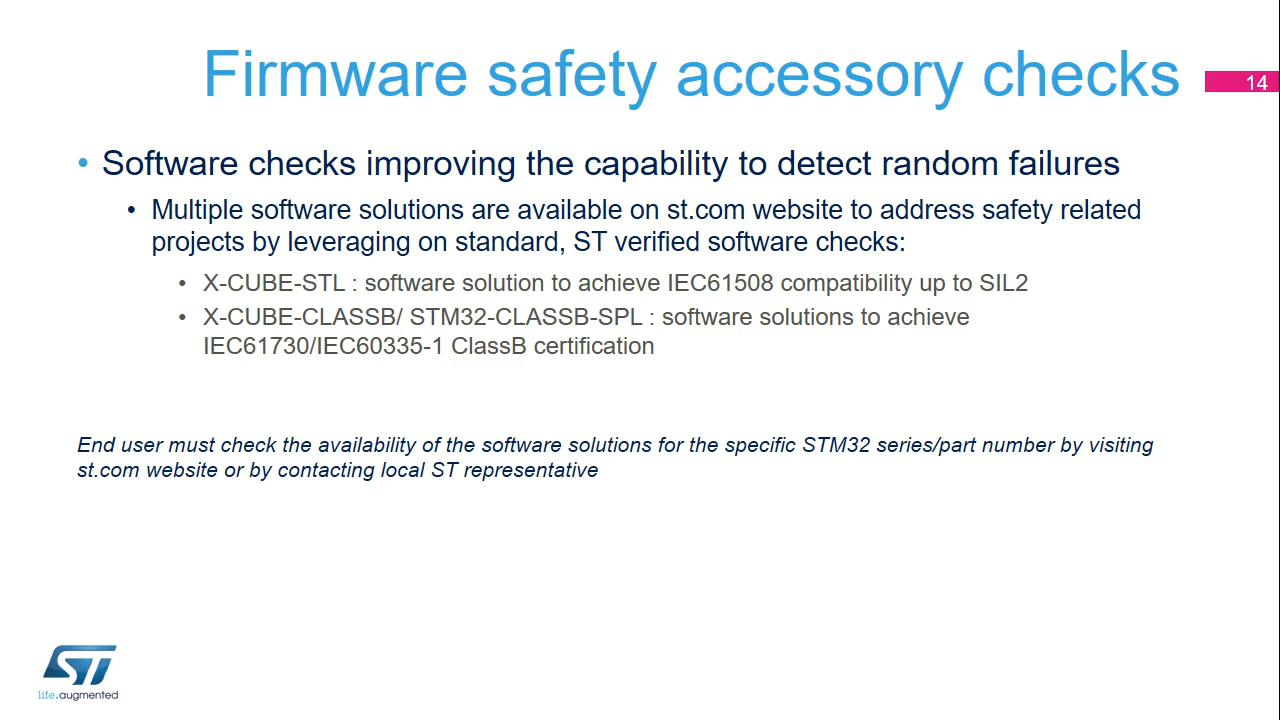 Firmware safety accessory checks
14
• Software checks improving the capability to detect random failures
• Multiple software solutions are available on st.com website to address safety related
projects by leveraging on standard, ST verified software checks:
• X-CUBE-STL : software solution to achieve IEC61508 compatibility up to SIL2
• X-CUBE-CLASSB/ STM32-CLASSB-SPL : software solutions to achieve
IEC61730/IEC60335-1 ClassB certification
End user must check the availability of the software solutions for the specific STM32 series/part number by visiting
st.com website or by contacting local ST representative
ST
life.augmented